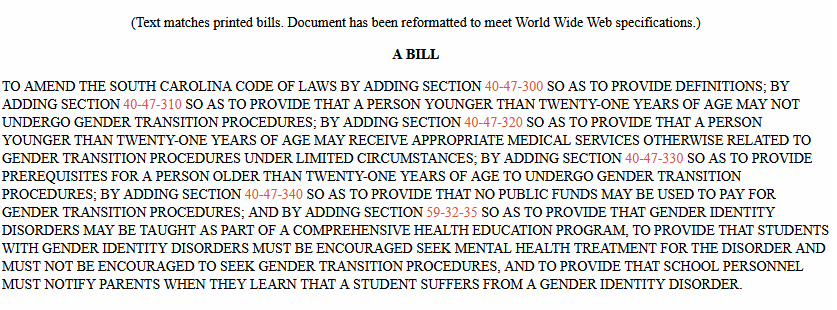 (Text matches printed bills. Document has been reformatted to meet World Wide Web specifications.)
A BILL
TO AMEND THE SOUTH CAROLINA CODE OF LAWS BY ADDING SECTION 40-47-300 SO AS TO PROVIDE DEFINITIONS; BY
ADDING SECTION 40-47-310 SO AS TO PROVIDE THAT A PERSON YOUNGER THAN TWENTY-ONE YEARS OF AGE MAY NOT
UNDERGO GENDER TRANSITION PROCEDURES; BY ADDING SECTION 40-47-320 SO AS TO PROVIDE THAT A PERSON
YOUNGER THAN TWENTY-ONE YEARS OF AGE MAY RECEIVE APPROPRIATE MEDICAL SERVICES OTHERWISE RELATED TO
GENDER TRANSITION PROCEDURES UNDER LIMITED CIRCUMSTANCES; BY ADDING SECTION 40-47-330 SO AS TO PROVIDE
PREREQUISITES FOR A PERSON OLDER THAN TWENTY-ONE YEARS OF AGE TO UNDERGO GENDER TRANSITION
PROCEDURES; BY ADDING SECTION 40-47-340 SO AS TO PROVIDE THAT NO PUBLIC FUNDS MAY BE USED TO PAY FOR
GENDER TRANSITION PROCEDURES; AND BY ADDING SECTION 59-32-35 SO AS TO PROVIDE THAT GENDER IDENTITY
DISORDERS MAY BE TAUGHT AS PART OF A COMPREHENSIVE HEALTH EDUCATION PROGRAM, TO PROVIDE THAT STUDENTS
WITH GENDER IDENTITY DISORDERS MUST BE ENCOURAGED SEEK MENTAL HEALTH TREATMENT FOR THE DISORDER AND
MUST NOT BE ENCOURAGED TO SEEK GENDER TRANSITION PROCEDURES, AND TO PROVIDE THAT SCHOOL PERSONNEL
MUST NOTIFY PARENTS WHEN THEY LEARN THAT A STUDENT SUFFERS FROM A GENDER IDENTITY DISORDER.